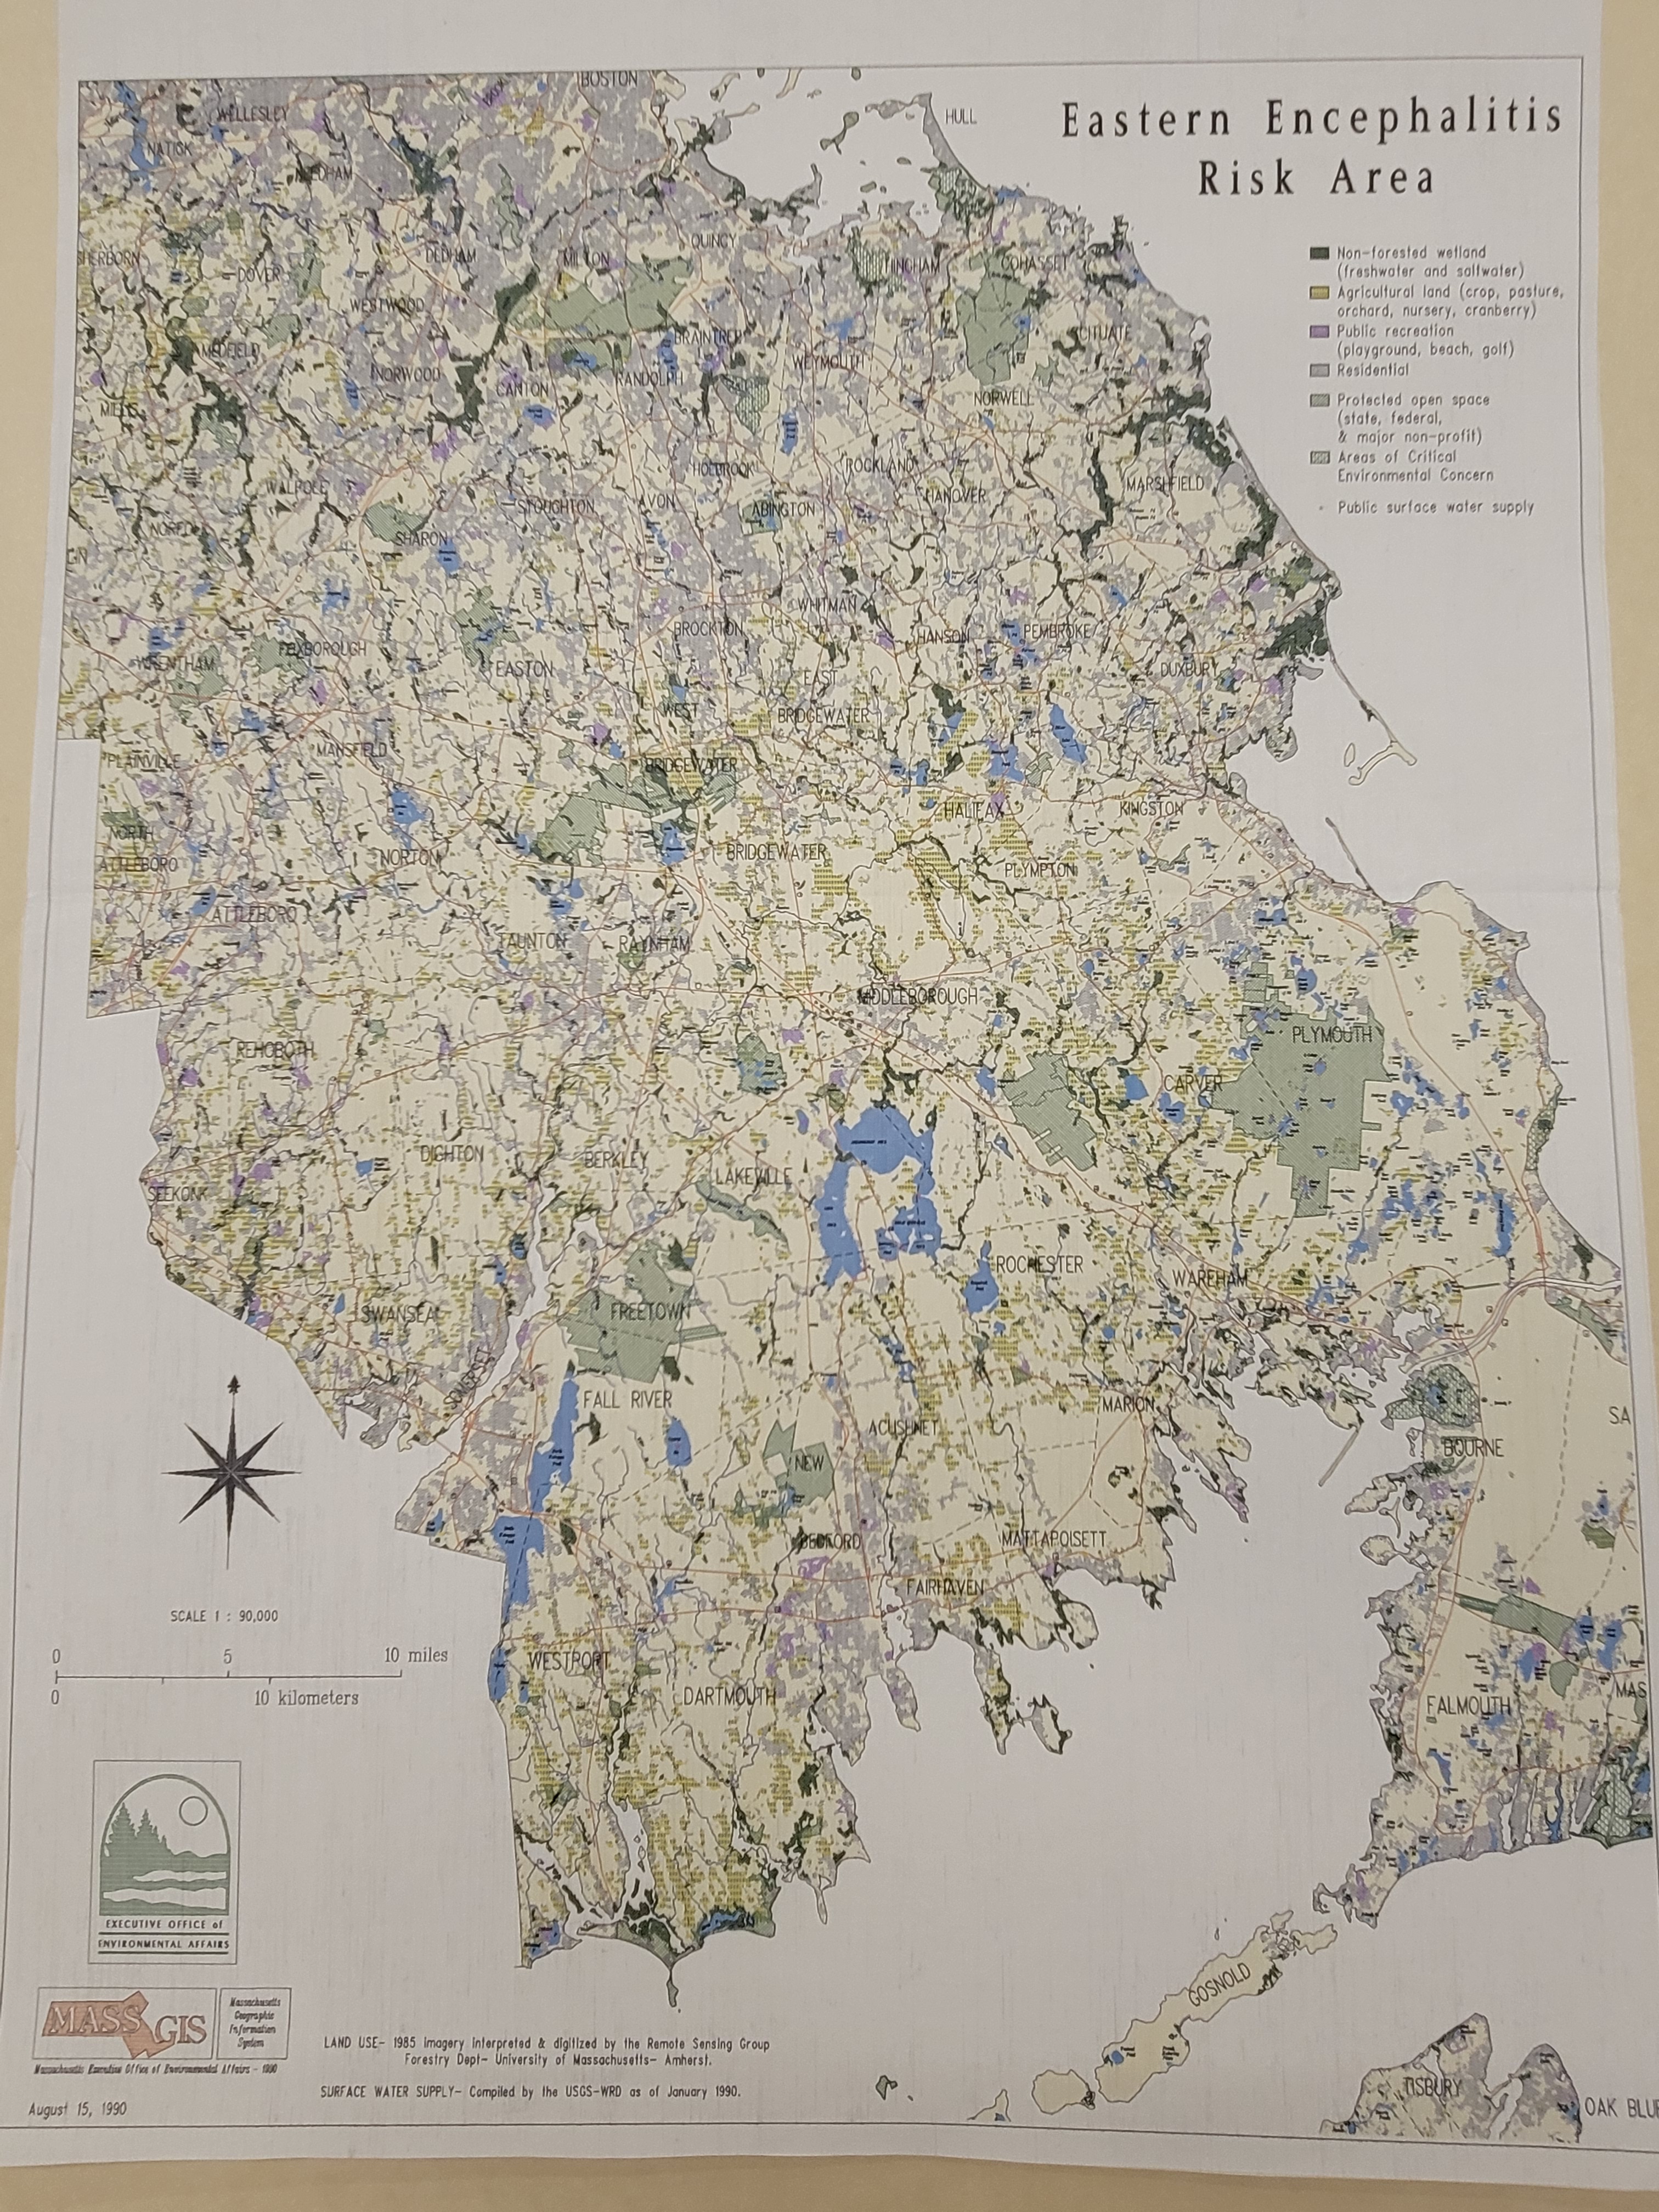 Eastern Encephalitis
Risk Area
Non-forested wetland
(freshwater and saltwater)
Agricultural land (crop, pasture,
orchard, nursery, cranberry)
Public recreation
(playground, beach, golf)
Residential
Protected open space
(state, federal,
& major non-profit)
Areas of Critical
Environmental Concern
Public surface water supply
BOSTON
HULL
WELLESLEY
NATICK
NEEDHAM
QUINCY
SHERBORN
DOVER
DEDHAM
MILTON
HINGHAM
COHASSET
WESTWOOD
MEDFIELD
BRAINTREE
SCITUATE
NORWOOD
CANTON
RANDOLPH
WEYMOUTH
NORWELL
MILLIS
HOLBROOK
ROCKLAND
WALPOLE
STOUGHTON
AVON
ABINGTON
HANOVER
MARSHFIELD
NORFOLK
SHARON
WHITMAN
BROCKTON
HANSON
PEMBROKE
WRENTHAM
FOXBOROUGH
EASTON
EAST
BRIDGEWATER
DUXBURY
WEST
BRIDGEWATER
PLAINVILLE
MANSFIELD
HALIFAX
KINGSTON
NORTH
ATTLEBORO
NORTON
BRIDGEWATER
PLYMPTON
ATTLEBORO
TAUNTON
RAYNHAM
MIDDLEBOROUGH
PLYMOUTH
REHOBOTH
CARVER
DIGHTON
BERKLEY
LAKEVILLE
SEEKONK
ROCHESTER
WAREHAM
SWANSEA
FREETOWN
SOMERSET
FALL RIVER
ACUSHNET
MARION
SA
BOURNE
NEW
BEDFORD
MATTAPOISETT
FAIRHAVEN
WESTPORT
DARTMOUTH
FALMOUTH
MAS
GOSNOLD
TISBURY
OAK BLU
SCALE 1 : 90,000
0 5 10 miles
0 10 kilometers
EXECUTIVE OFFICE of
ENVIRONMENTAL AFFAIRS
MASS GIS
Massachusetts
Geographic
Information
System
Massachusetts Executive Office of Environmental Affairs - 1990
LAND USE- 1985 imagery interpreted & digitized by the Remote Sensing Group
Forestry Dept- University of Massachusetts- Amherst.
SURFACE WATER SUPPLY- Compiled by the USGS-WRD as of January 1990.
August 15, 1990